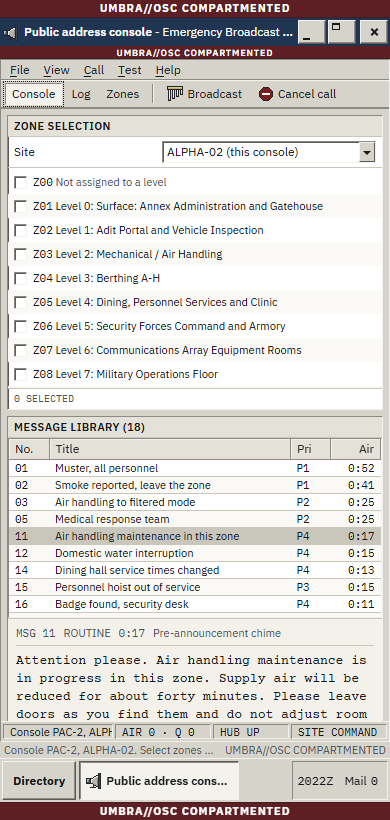 UMBRA//OSC COMPARTMENTED
Public address console - Emergency Broadcast ...
UMBRA//OSC COMPARTMENTED
File View Call Test Help
Console Log Zones Broadcast Cancel call
ZONE SELECTION
Site ALPHA-02 (this console)
Z00 Not assigned to a level
Z01 Level 0: Surface: Annex Administration and Gatehouse
Z02 Level 1: Adit Portal and Vehicle Inspection
Z03 Level 2: Mechanical / Air Handling
Z04 Level 3: Berthing A-H
Z05 Level 4: Dining, Personnel Services and Clinic
Z06 Level 5: Security Forces Command and Armory
Z07 Level 6: Communications Array Equipment Rooms
Z08 Level 7: Military Operations Floor
0 SELECTED
MESSAGE LIBRARY (18)
No. Title Pri Air
01 Muster, all personnel P1 0:52
02 Smoke reported, leave the zone P1 0:41
03 Air handling to filtered mode P2 0:25
05 Medical response team P2 0:25
11 Air handling maintenance in this zone P4 0:17
12 Domestic water interruption P4 0:15
14 Dining hall service times changed P4 0:13
15 Personnel hoist out of service P3 0:15
16 Badge found, security desk P4 0:11
MSG 11 ROUTINE 0:17 Pre-announcement chime
Attention please. Air handling maintenance is
in progress in this zone. Supply air will be
reduced for about forty minutes. Please leave
doors as you find them and do not adjust room
Console PAC-2, ALPH AIR 0 · Q 0 HUB UP SITE COMMAND
Console PAC-2, ALPHA-02. Select zones ... UMBRA//OSC COMPARTMENTED
Directory Public address cons... 2022Z Mail 0
UMBRA//OSC COMPARTMENTED